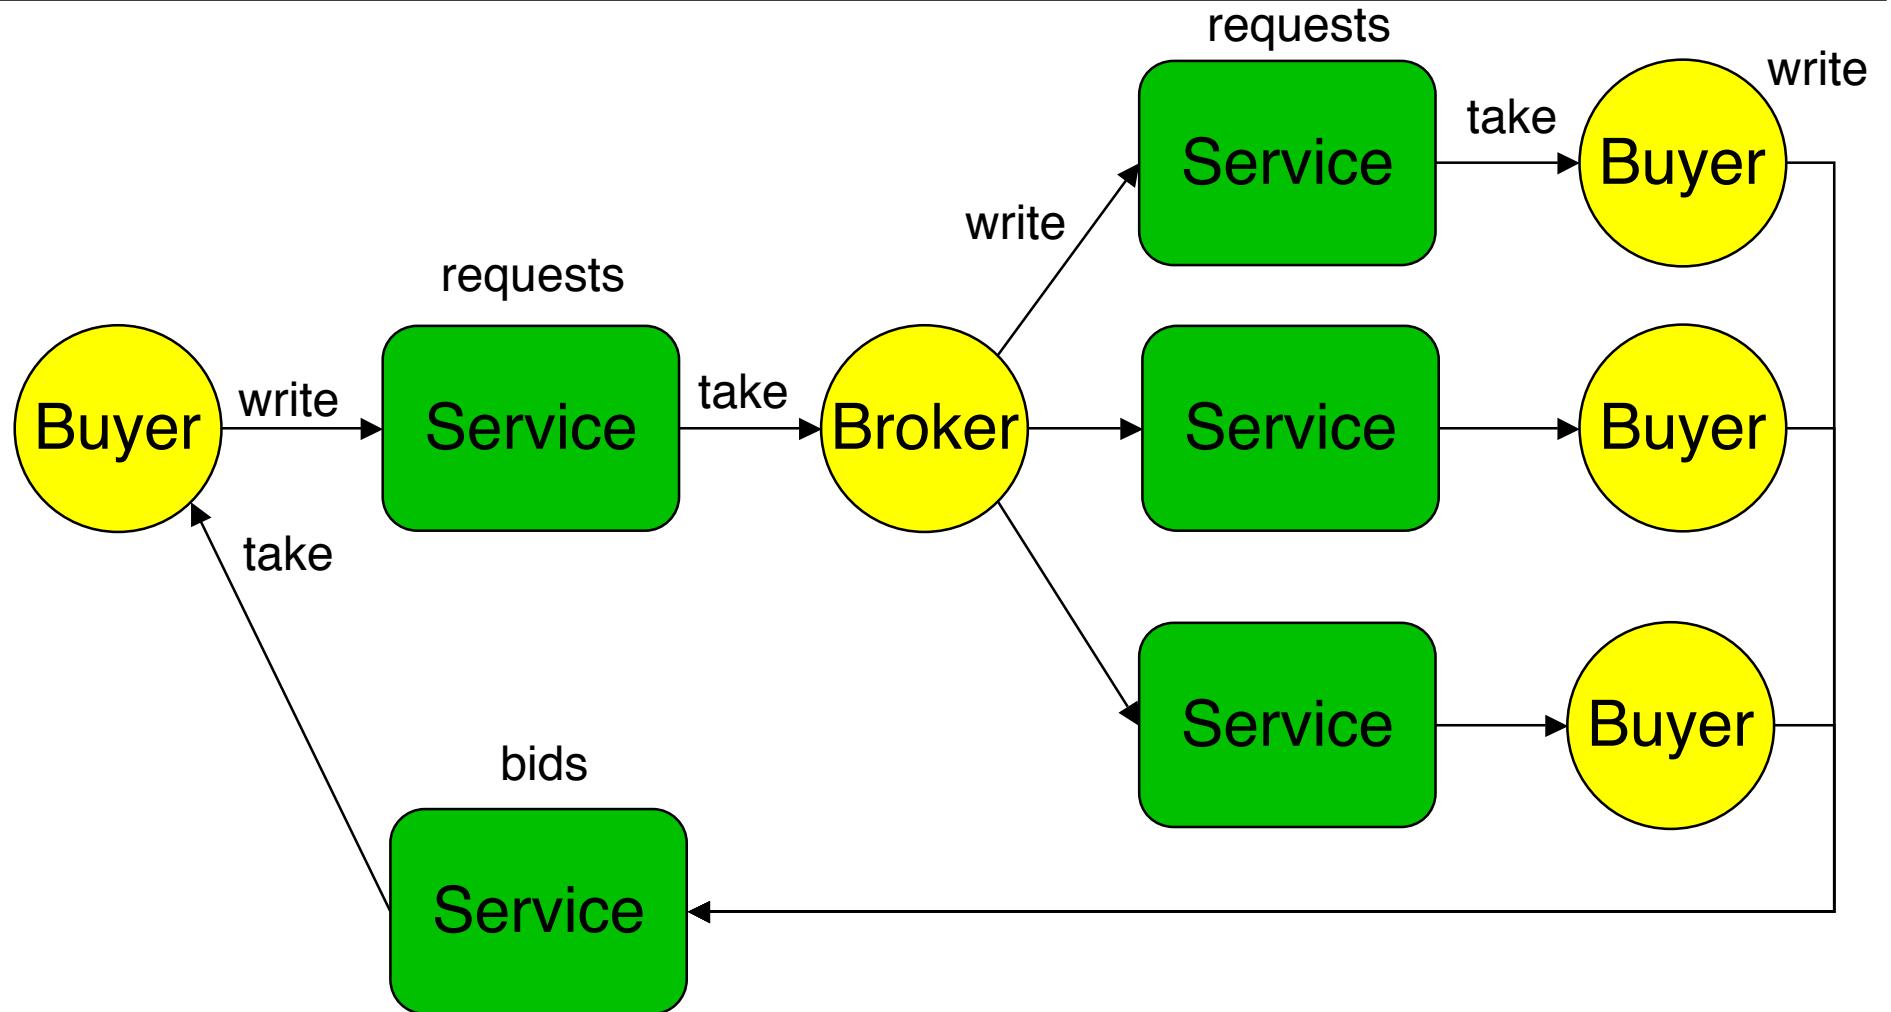 requests
write
take
Service
Buyer
write
requests
Buyer
write
Service
take
Broker
Service
Buyer
take
Service
Buyer
bids
Service